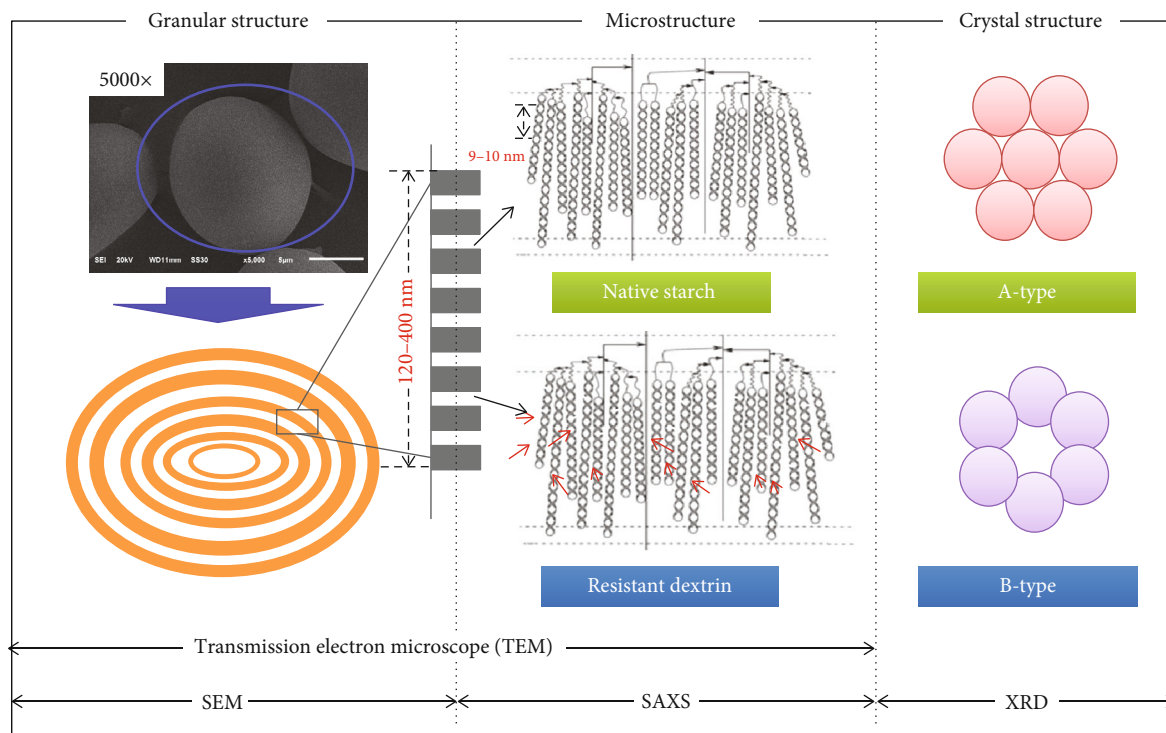 Granular structure
Microstructure
Crystal structure
5000×
SEI 20kV WD11mm SS30 x5,000 5µm
120–400 nm
9–10 nm
Native starch
A-type
Resistant dextrin
B-type
Transmission electron microscope (TEM)
SEM
SAXS
XRD